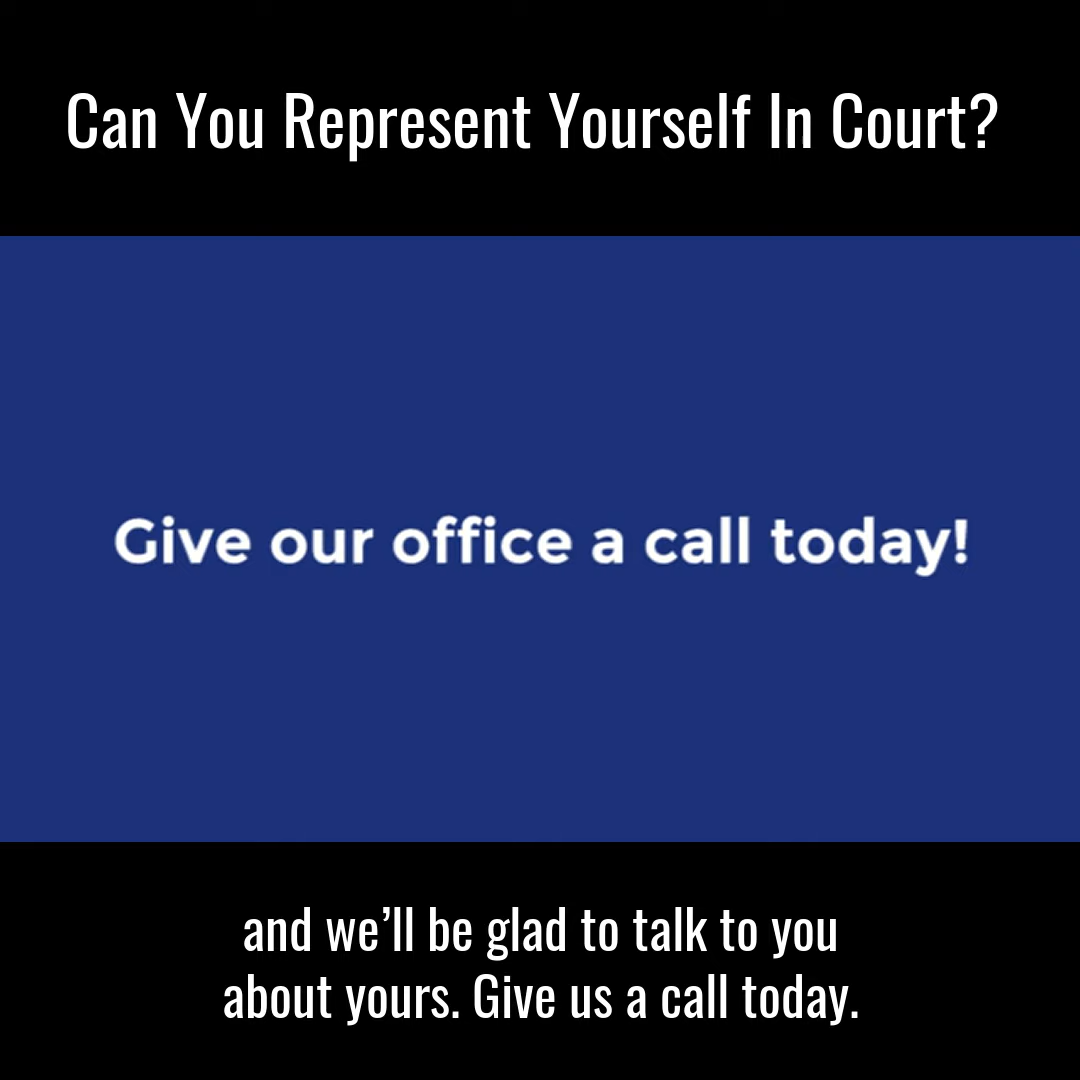 Can You Represent Yourself In Court?
Give our office a call today!
and we’ll be glad to talk to you
about yours. Give us a call today.